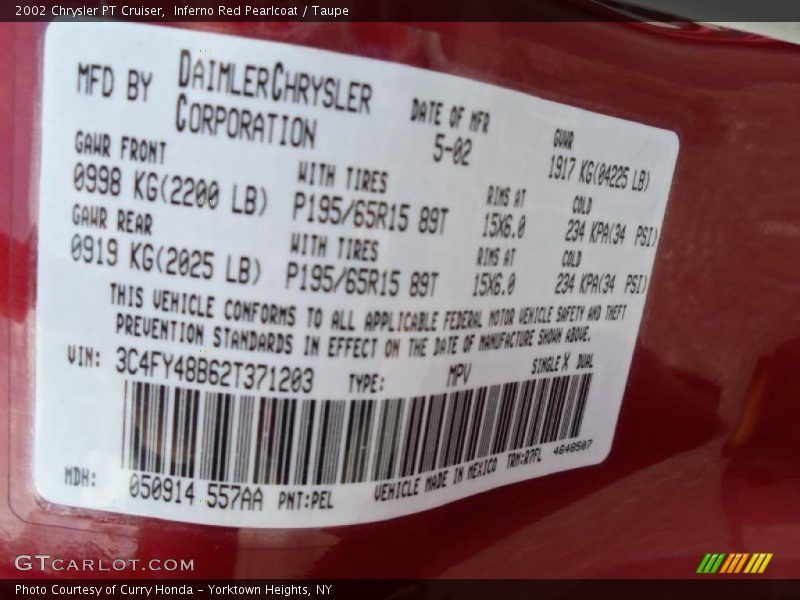 2002 Chrysler PT Cruiser, Inferno Red Pearlcoat / Taupe
MFD BY DAIMLERCHRYSLER CORPORATION
DATE OF MFR 5-02
GVWR 1917 KG(04225 LB)
GAWR FRONT WITH TIRES RIMS AT COLD
0998 KG(2200 LB) P195/65R15 89T 15X6.0 234 KPA(34 PSI)
GAWR REAR WITH TIRES RIMS AT COLD
0919 KG(2025 LB) P195/65R15 89T 15X6.0 234 KPA(34 PSI)
THIS VEHICLE CONFORMS TO ALL APPLICABLE FEDERAL MOTOR VEHICLE SAFETY AND THEFT
PREVENTION STANDARDS IN EFFECT ON THE DATE OF MANUFACTURE SHOWN ABOVE.
VIN: 3C4FY48B62T371203 TYPE: MPV SINGLE X DUAL
MDH: 050914 557AA PNT:PEL VEHICLE MADE IN MEXICO TRM:R7FL 4648507
GTCARLOT.COM
Photo Courtesy of Curry Honda - Yorktown Heights, NY